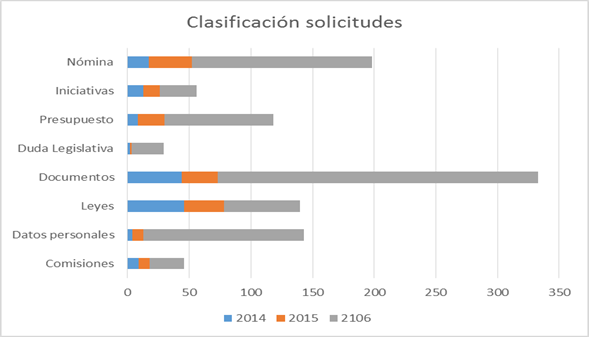 Clasificación solicitudes
Nómina
Iniciativas
Presupuesto
Duda Legislativa
Documentos
Leyes
Datos personales
Comisiones
0 50 100 150 200 250 300 350
2014 2015 2106